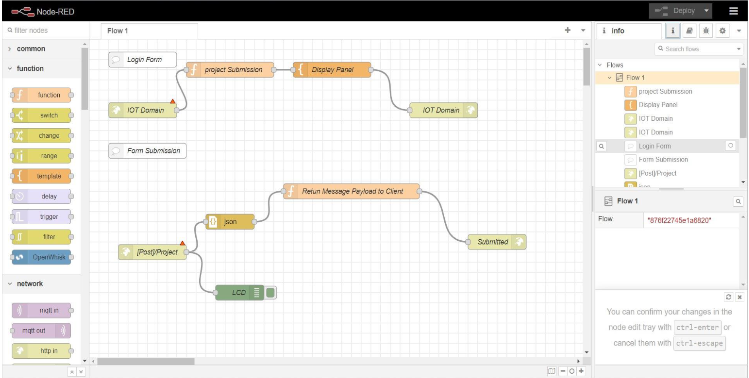 Node-RED
Deploy
filter nodes
common
function
function
switch
change
range
template
delay
trigger
filter
OpenWhisk
network
mqtt in
mqtt out
http in
Flow 1
Login Form
project Submission
Display Panel
IOT Domain
IOT Domain
Form Submission
Retun Message Payload to Client
json
[Post]/Project
Submitted
LCD
info
Search flows
Flows
Flow 1
project Submission
Display Panel
IOT Domain
IOT Domain
Login Form
Form Submission
[Post]/Project
json
Flow 1
Flow "876f22745e1a6820"
You can confirm your changes in the
node edit tray with ctrl-enter or
cancel them with ctrl-escape